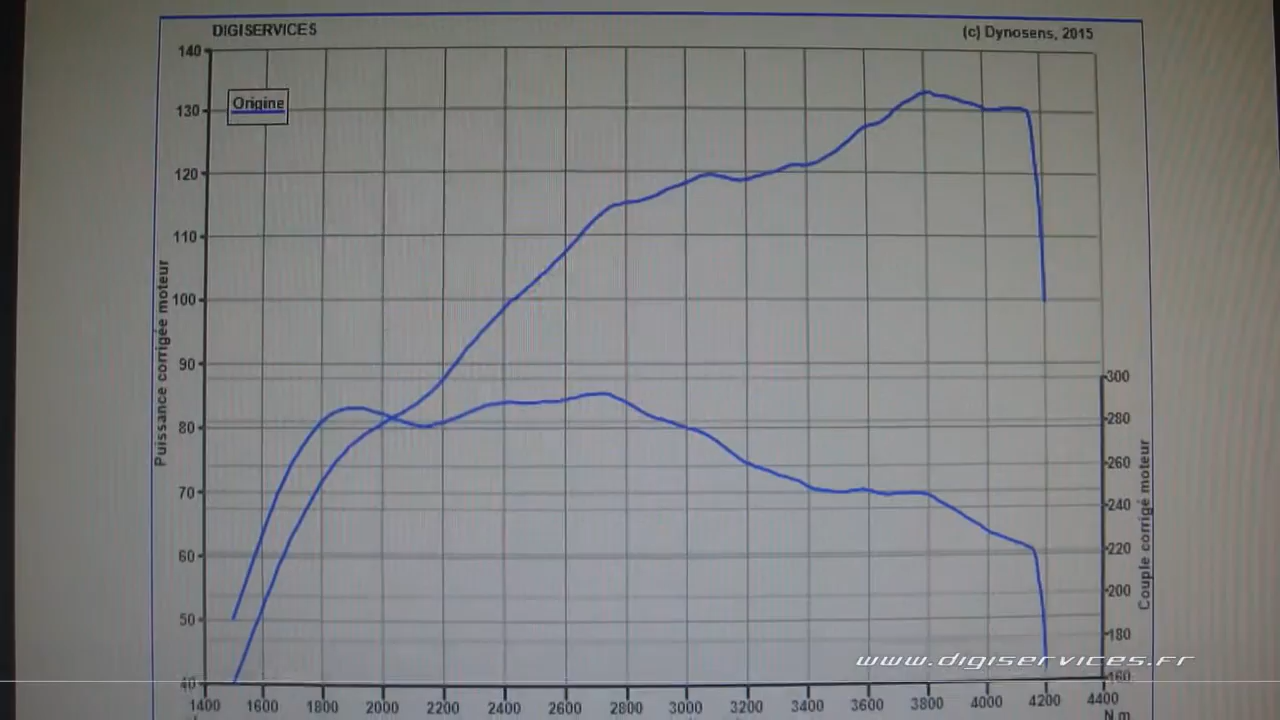 DIGISERVICES
(c) Dynosens, 2015
Origine
Puissance corrigée moteur
140
130
120
110
100
90
80
70
60
50
40
300
280
260
240
220
200
180
160
Couple corrigé moteur
www.digiservices.fr
1400 1600 1800 2000 2200 2400 2600 2800 3000 3200 3400 3600 3800 4000 4200 4400
N.m